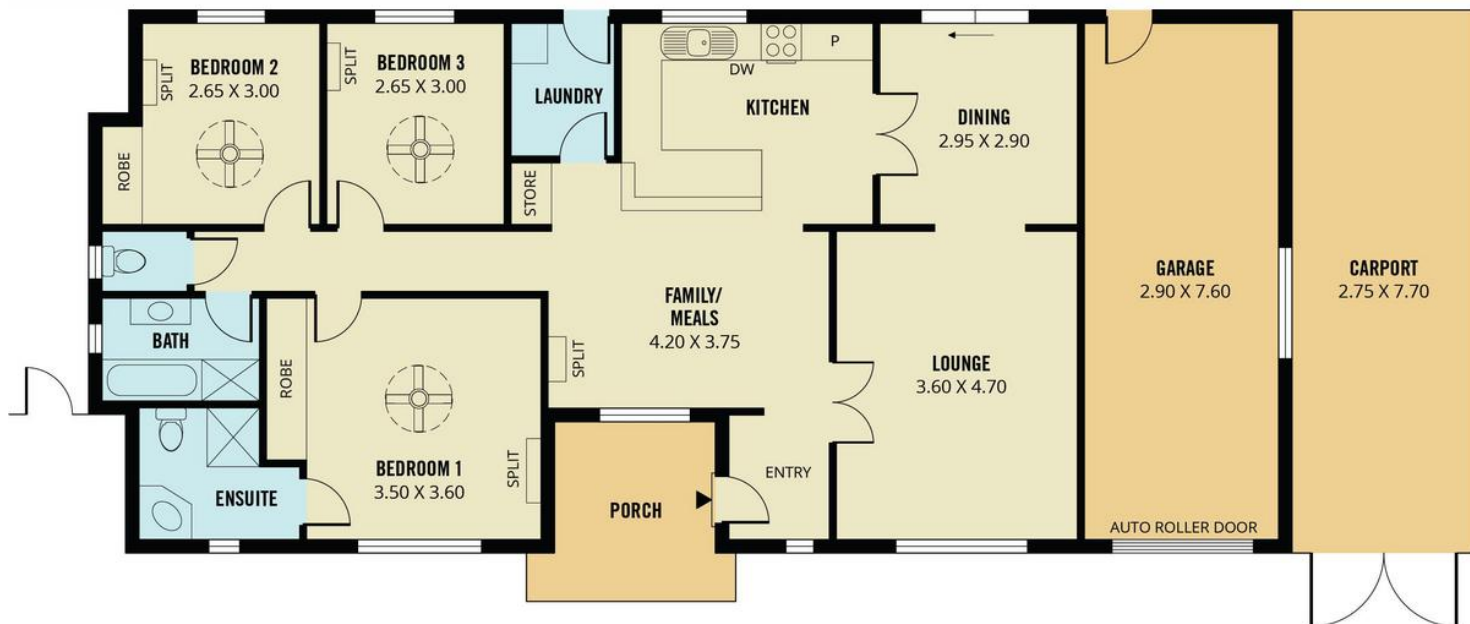 BEDROOM 2
2.65 X 3.00
SPLIT
ROBE
BEDROOM 3
2.65 X 3.00
SPLIT
LAUNDRY
STORE
DW
P
KITCHEN
DINING
2.95 X 2.90
GARAGE
2.90 X 7.60
AUTO ROLLER DOOR
CARPORT
2.75 X 7.70
FAMILY/
MEALS
4.20 X 3.75
SPLIT
LOUNGE
3.60 X 4.70
BATH
ROBE
BEDROOM 1
3.50 X 3.60
SPLIT
ENSUITE
PORCH
ENTRY